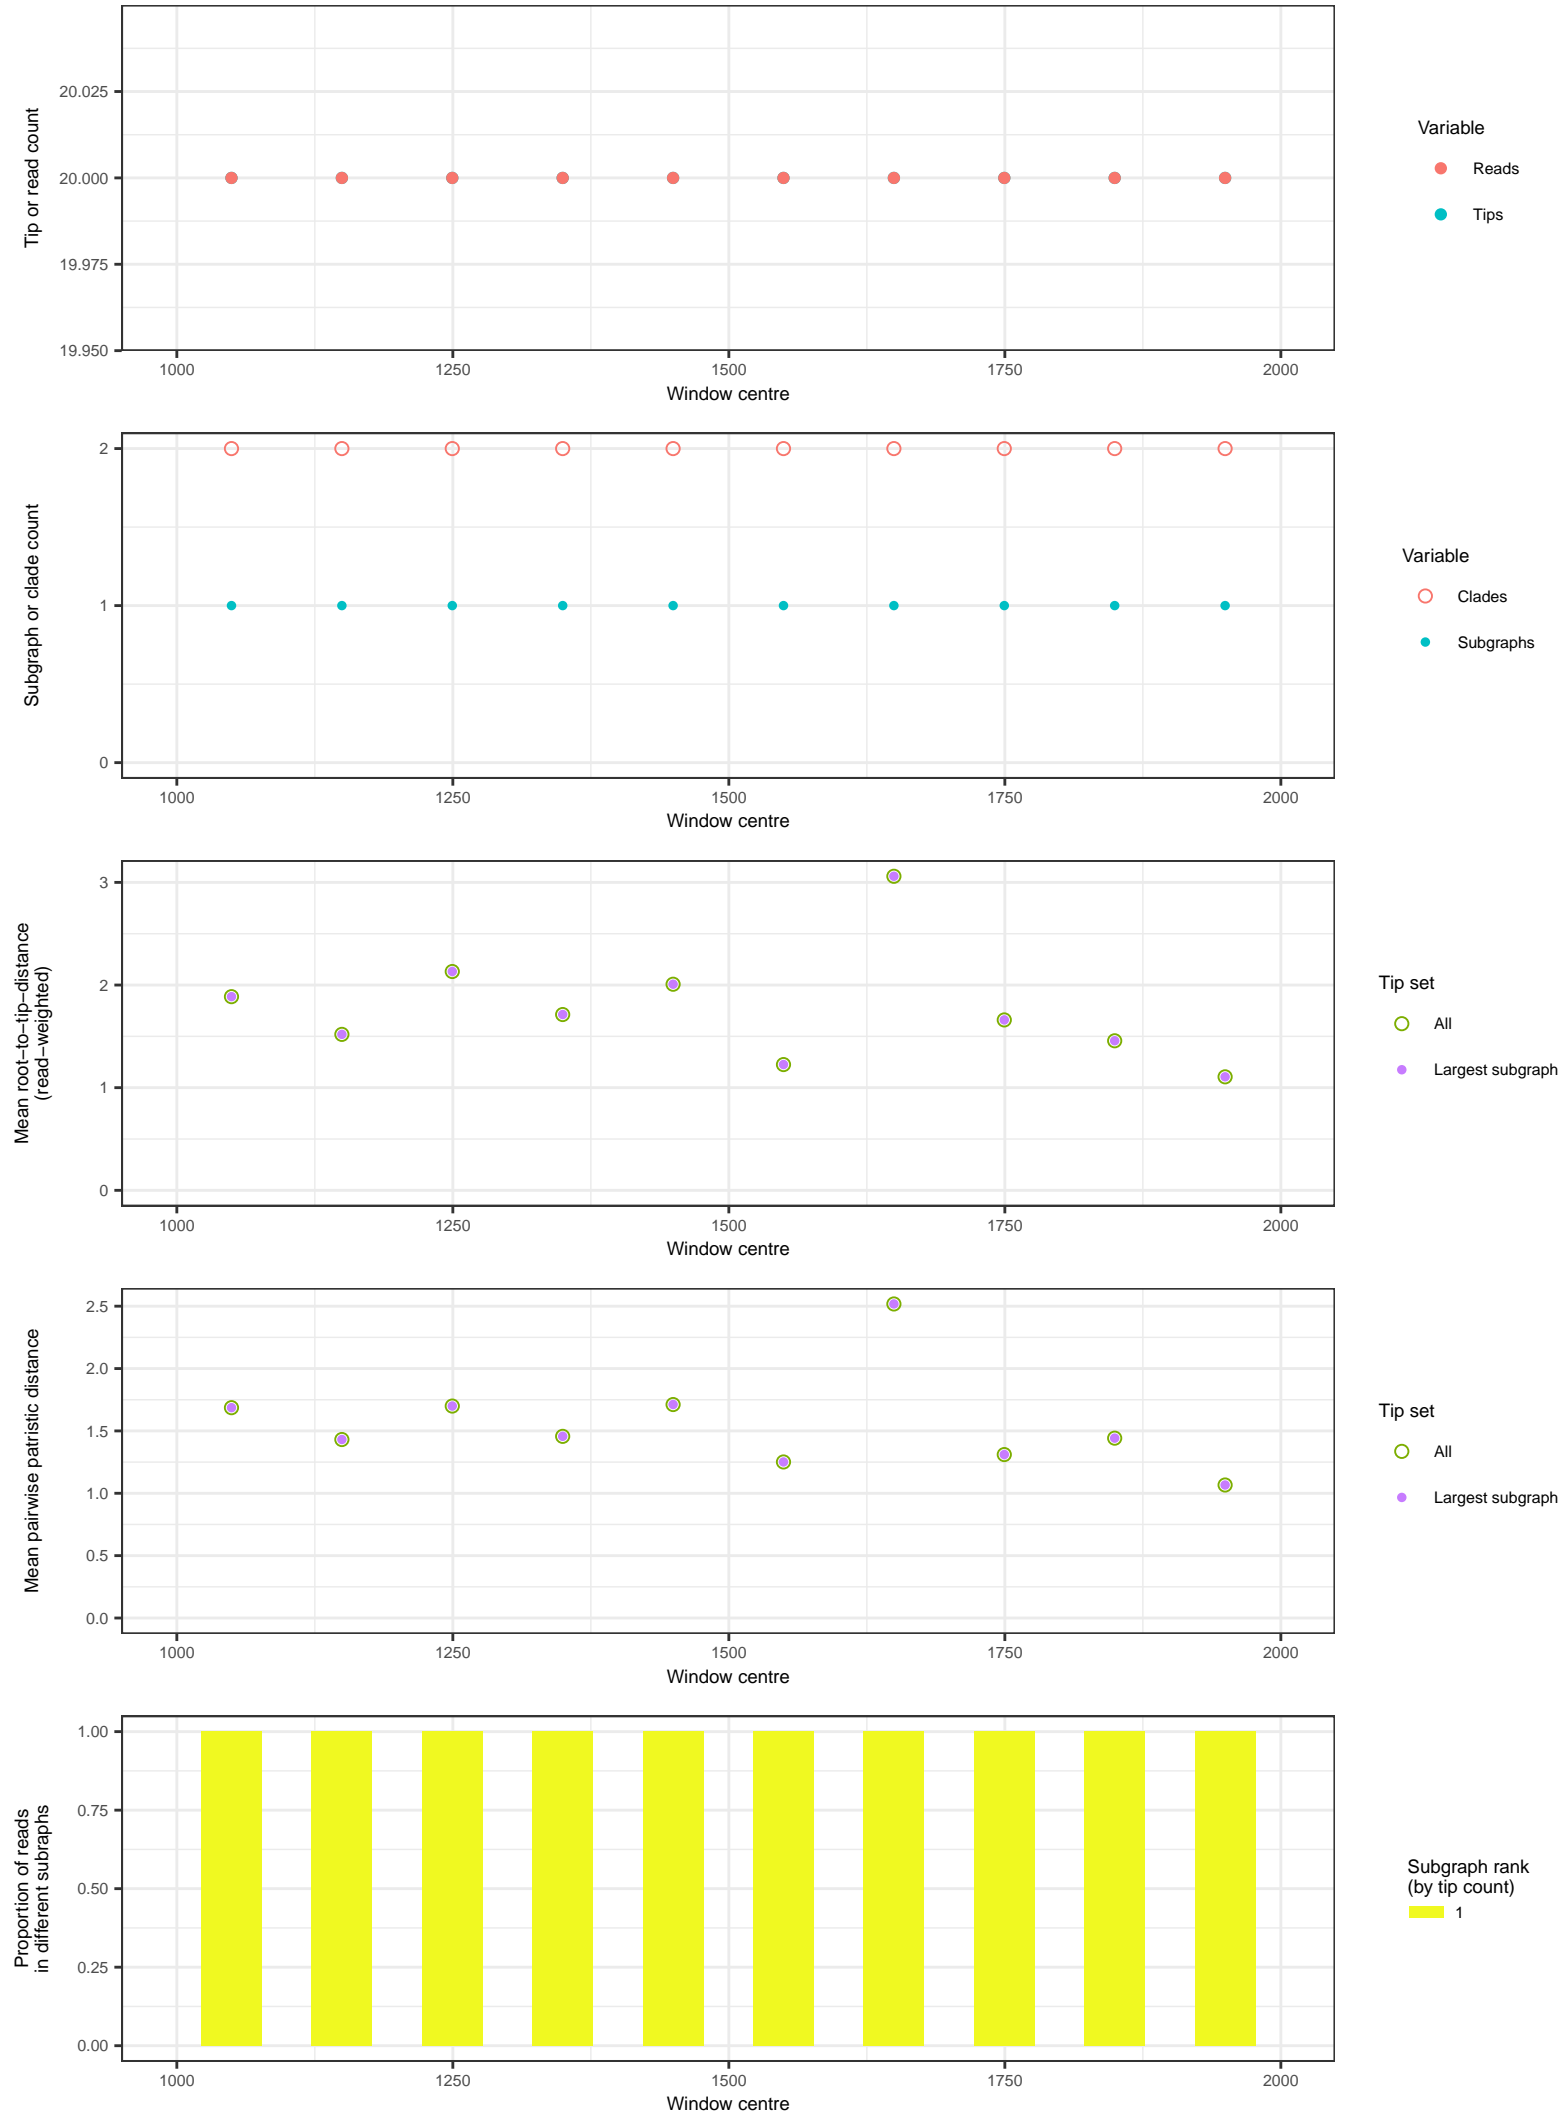 Tip or read count
20.025
20.000
19.975
19.950
1000 1250 1500 1750 2000
Window centre
Variable
Reads
Tips
Subgraph or clade count
2
1
0
1000 1250 1500 1750 2000
Window centre
Variable
Clades
Subgraphs
Mean root−to−tip−distance
(read−weighted)
3
2
1
0
1000 1250 1500 1750 2000
Window centre
Tip set
All
Largest subgraph
Mean pairwise patristic distance
2.5
2.0
1.5
1.0
0.5
0.0
1000 1250 1500 1750 2000
Window centre
Tip set
All
Largest subgraph
Proportion of reads
in different subraphs
1.00
0.75
0.50
0.25
0.00
1000 1250 1500 1750 2000
Window centre
Subgraph rank
(by tip count)
1